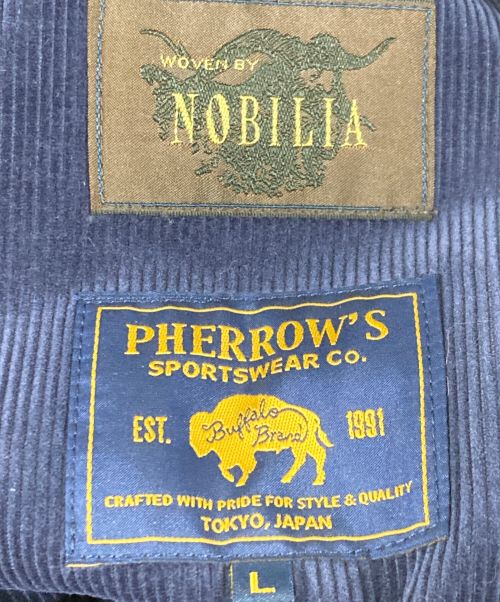 WOVEN BY
NOBILIA
PHERROW'S
SPORTSWEAR CO.
EST. Buffalo Brand 1991
CRAFTED WITH PRIDE FOR STYLE & QUALITY
TOKYO, JAPAN
L